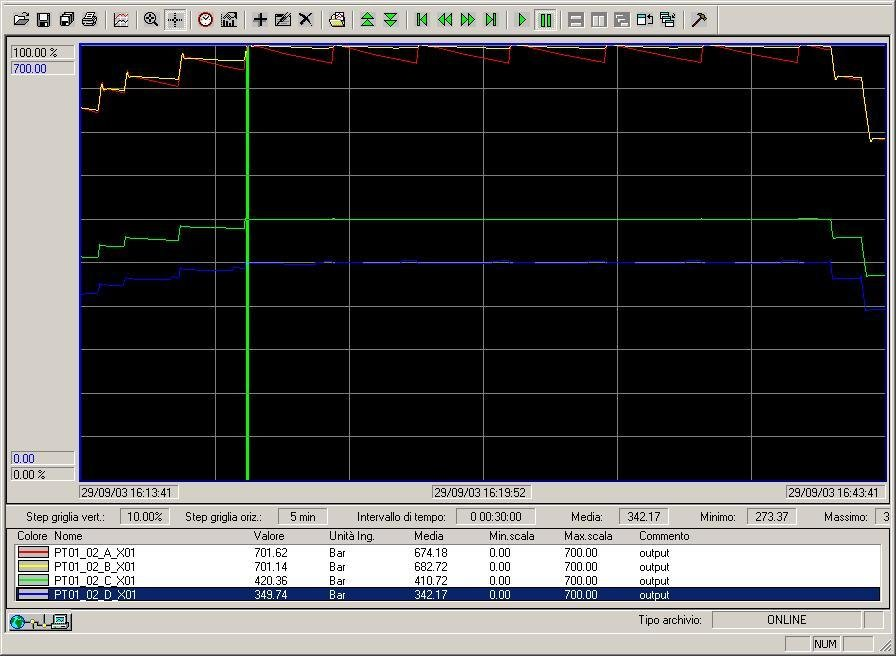 100.00 %
700.00
0.00
0.00 %
29/09/03 16:13:41 29/09/03 16:19:52 29/09/03 16:43:41
Step griglia vert.: 10.00% Step griglia oriz.: 5 min Intervallo di tempo: 0 00:30:00 Media: 342.17 Minimo: 273.37 Massimo: 3
Colore Nome Valore Unità Ing. Media Min.scala Max.scala Commento
PT01_02_A_X01 701.62 Bar 674.18 0.00 700.00 output
PT01_02_B_X01 701.14 Bar 682.72 0.00 700.00 output
PT01_02_C_X01 420.36 Bar 410.72 0.00 700.00 output
PT01_02_D_X01 349.74 Bar 342.17 0.00 700.00 output
Tipo archivio: ONLINE
NUM